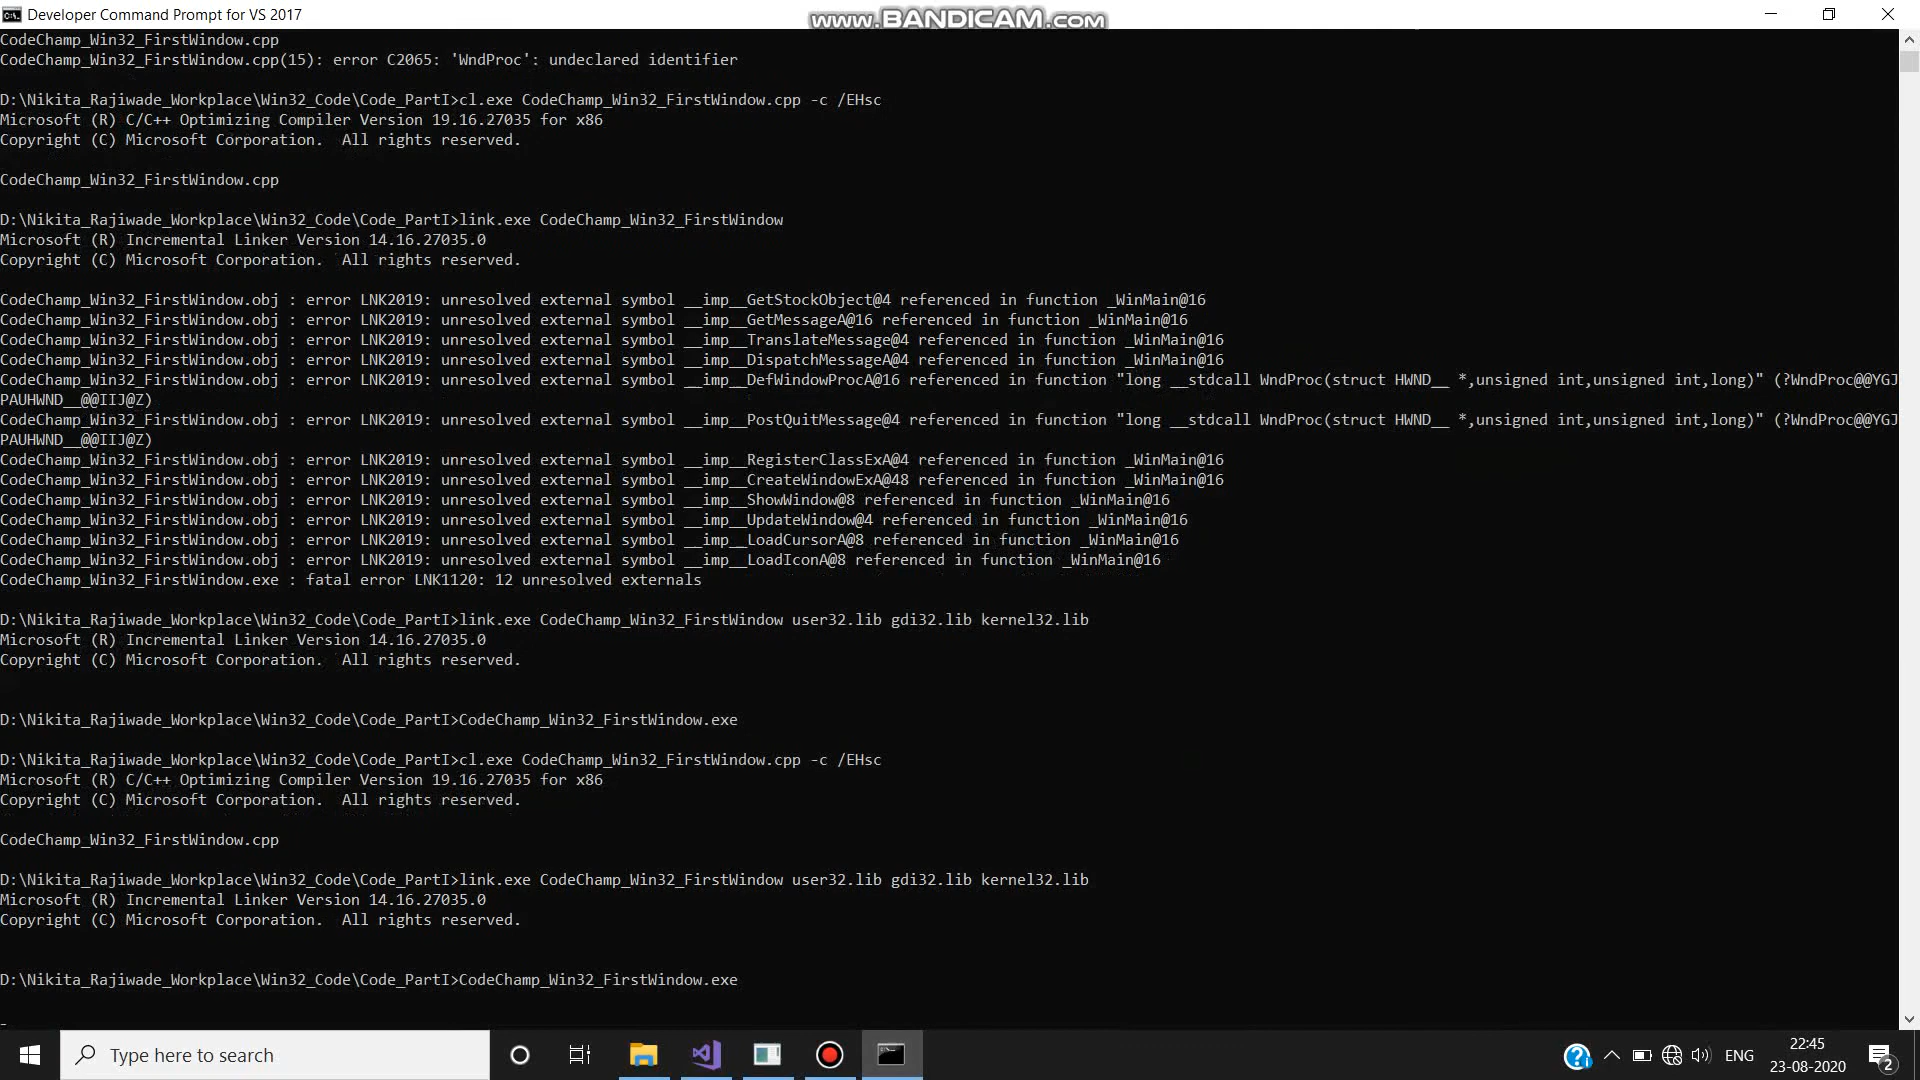 Developer Command Prompt for VS 2017
www.BANDICAM.com
CodeChamp_Win32_FirstWindow.cpp
CodeChamp_Win32_FirstWindow.cpp(15): error C2065: 'WndProc': undeclared identifier
D:\Nikita_Rajiwade_Workplace\Win32_Code\Code_PartI>cl.exe CodeChamp_Win32_FirstWindow.cpp -c /EHsc
Microsoft (R) C/C++ Optimizing Compiler Version 19.16.27035 for x86
Copyright (C) Microsoft Corporation.  All rights reserved.
CodeChamp_Win32_FirstWindow.cpp
D:\Nikita_Rajiwade_Workplace\Win32_Code\Code_PartI>link.exe CodeChamp_Win32_FirstWindow
Microsoft (R) Incremental Linker Version 14.16.27035.0
Copyright (C) Microsoft Corporation.  All rights reserved.
CodeChamp_Win32_FirstWindow.obj : error LNK2019: unresolved external symbol __imp__GetStockObject@4 referenced in function _WinMain@16
CodeChamp_Win32_FirstWindow.obj : error LNK2019: unresolved external symbol __imp__GetMessageA@16 referenced in function _WinMain@16
CodeChamp_Win32_FirstWindow.obj : error LNK2019: unresolved external symbol __imp__TranslateMessage@4 referenced in function _WinMain@16
CodeChamp_Win32_FirstWindow.obj : error LNK2019: unresolved external symbol __imp__DispatchMessageA@4 referenced in function _WinMain@16
CodeChamp_Win32_FirstWindow.obj : error LNK2019: unresolved external symbol __imp__DefWindowProcA@16 referenced in function "long __stdcall WndProc(struct HWND__ *,unsigned int,unsigned int,long)" (?WndProc@@YGJ
PAUHWND__@@IIJ@Z)
CodeChamp_Win32_FirstWindow.obj : error LNK2019: unresolved external symbol __imp__PostQuitMessage@4 referenced in function "long __stdcall WndProc(struct HWND__ *,unsigned int,unsigned int,long)" (?WndProc@@YGJ
PAUHWND__@@IIJ@Z)
CodeChamp_Win32_FirstWindow.obj : error LNK2019: unresolved external symbol __imp__RegisterClassExA@4 referenced in function _WinMain@16
CodeChamp_Win32_FirstWindow.obj : error LNK2019: unresolved external symbol __imp__CreateWindowExA@48 referenced in function _WinMain@16
CodeChamp_Win32_FirstWindow.obj : error LNK2019: unresolved external symbol __imp__ShowWindow@8 referenced in function _WinMain@16
CodeChamp_Win32_FirstWindow.obj : error LNK2019: unresolved external symbol __imp__UpdateWindow@4 referenced in function _WinMain@16
CodeChamp_Win32_FirstWindow.obj : error LNK2019: unresolved external symbol __imp__LoadCursorA@8 referenced in function _WinMain@16
CodeChamp_Win32_FirstWindow.obj : error LNK2019: unresolved external symbol __imp__LoadIconA@8 referenced in function _WinMain@16
CodeChamp_Win32_FirstWindow.exe : fatal error LNK1120: 12 unresolved externals
D:\Nikita_Rajiwade_Workplace\Win32_Code\Code_PartI>link.exe CodeChamp_Win32_FirstWindow user32.lib gdi32.lib kernel32.lib
Microsoft (R) Incremental Linker Version 14.16.27035.0
Copyright (C) Microsoft Corporation.  All rights reserved.
D:\Nikita_Rajiwade_Workplace\Win32_Code\Code_PartI>CodeChamp_Win32_FirstWindow.exe
D:\Nikita_Rajiwade_Workplace\Win32_Code\Code_PartI>cl.exe CodeChamp_Win32_FirstWindow.cpp -c /EHsc
Microsoft (R) C/C++ Optimizing Compiler Version 19.16.27035 for x86
Copyright (C) Microsoft Corporation.  All rights reserved.
CodeChamp_Win32_FirstWindow.cpp
D:\Nikita_Rajiwade_Workplace\Win32_Code\Code_PartI>link.exe CodeChamp_Win32_FirstWindow user32.lib gdi32.lib kernel32.lib
Microsoft (R) Incremental Linker Version 14.16.27035.0
Copyright (C) Microsoft Corporation.  All rights reserved.
D:\Nikita_Rajiwade_Workplace\Win32_Code\Code_PartI>CodeChamp_Win32_FirstWindow.exe
Type here to search
ENG
22:45
23-08-2020
2